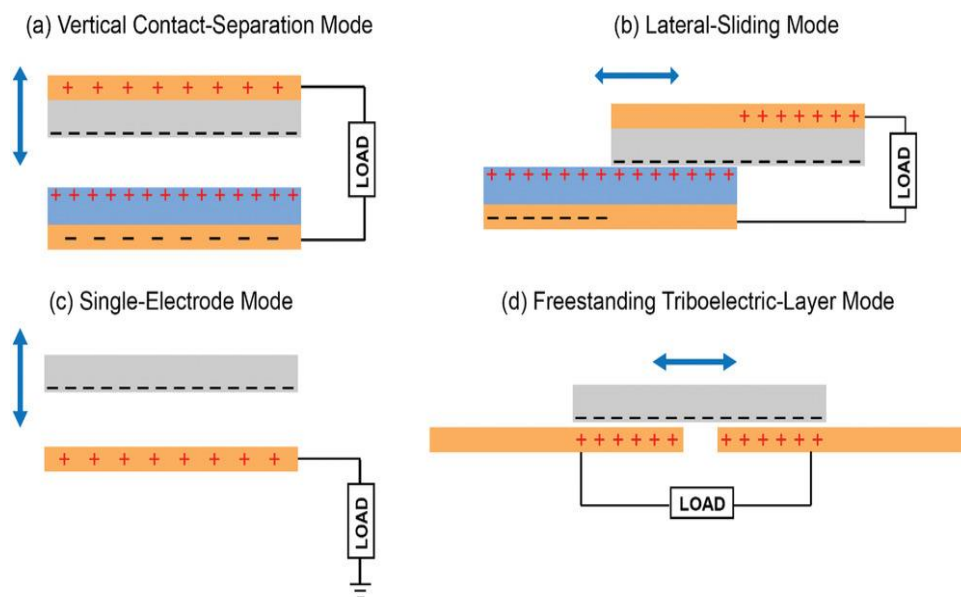 (a) Vertical Contact-Separation Mode
(b) Lateral-Sliding Mode
+ + + + + + + +
+ + + + + + +
LOAD
LOAD
+ + + + + + + + + + + + + +
+ + + + + + + + + + + + + +
(c) Single-Electrode Mode
(d) Freestanding Triboelectric-Layer Mode
+ + + + + + + +
+ + + + + + + + + + + +
LOAD
LOAD